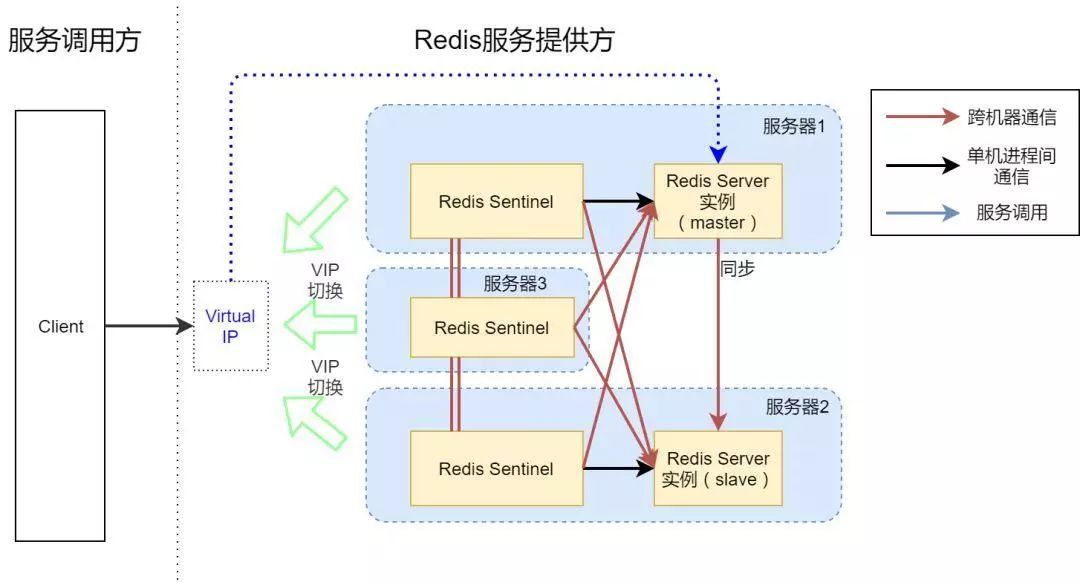 服务调用方
Redis服务提供方
服务器1
跨机器通信
单机进程间
通信
服务调用
Redis Sentinel
Redis Server
实例
（master）
同步
VIP
切换
服务器3
Redis Sentinel
Client
Virtual
IP
VIP
切换
服务器2
Redis Sentinel
Redis Server
实例（slave）